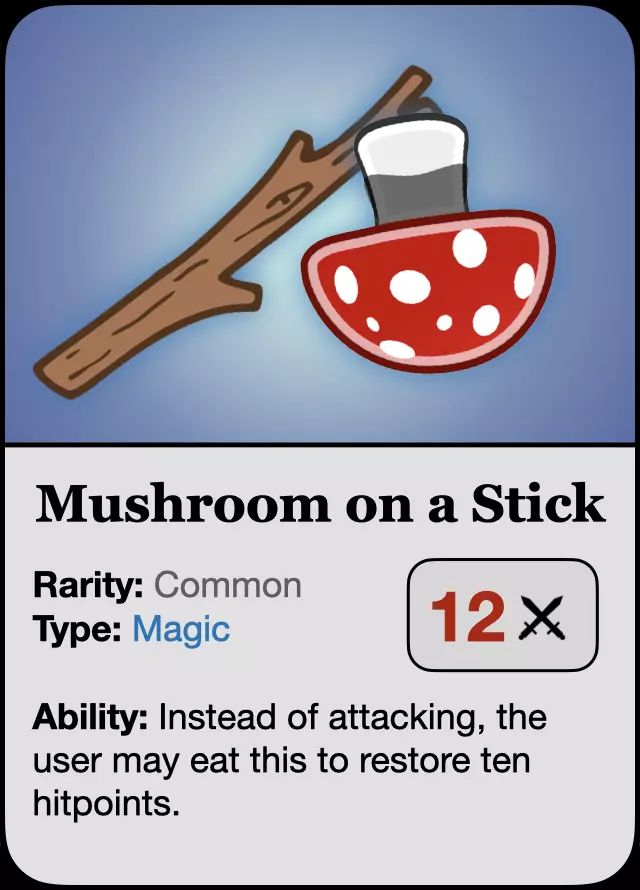 Mushroom on a Stick
Rarity: Common
Type: Magic
12
Ability: Instead of attacking, the
user may eat this to restore ten
hitpoints.